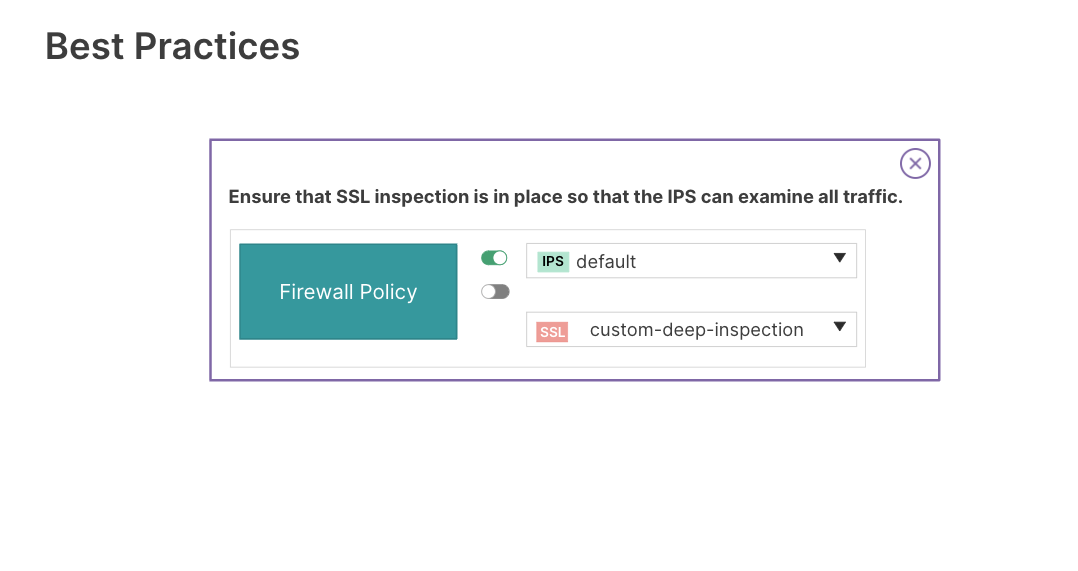 Best Practices
Ensure that SSL inspection is in place so that the IPS can examine all traffic.
Firewall Policy
IPS default
SSL custom-deep-inspection